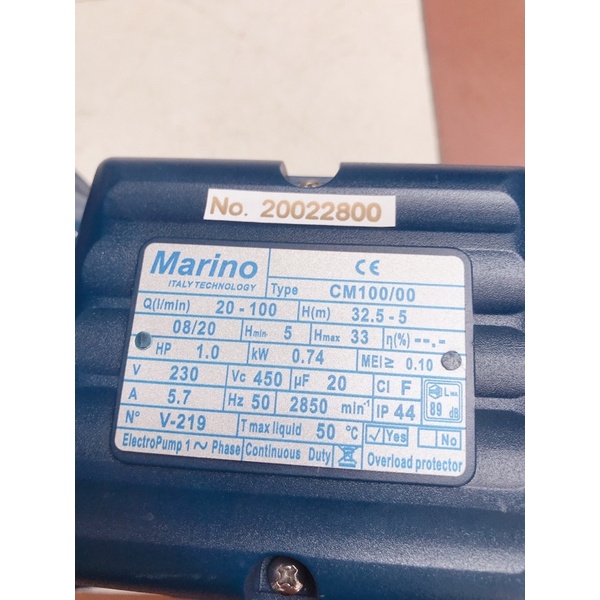 No. 20022800
Marino
ITALY TECHNOLOGY
CE
Type CM100/00
Q(l/min) 20 - 100 H(m) 32.5 - 5
08/20 Hmin 5 Hmax 33 η(%) --,-
HP 1.0 kW 0.74 MEI≥ 0.10
V 230 Vc 450 µF 20 Cl F LWA
A 5.7 Hz 50 2850 min⁻¹ IP 44 89 dB
N° V-219 T max liquid 50 °C ✓ Yes No
ElectroPump 1 ~ Phase Continuous Duty Overload protector